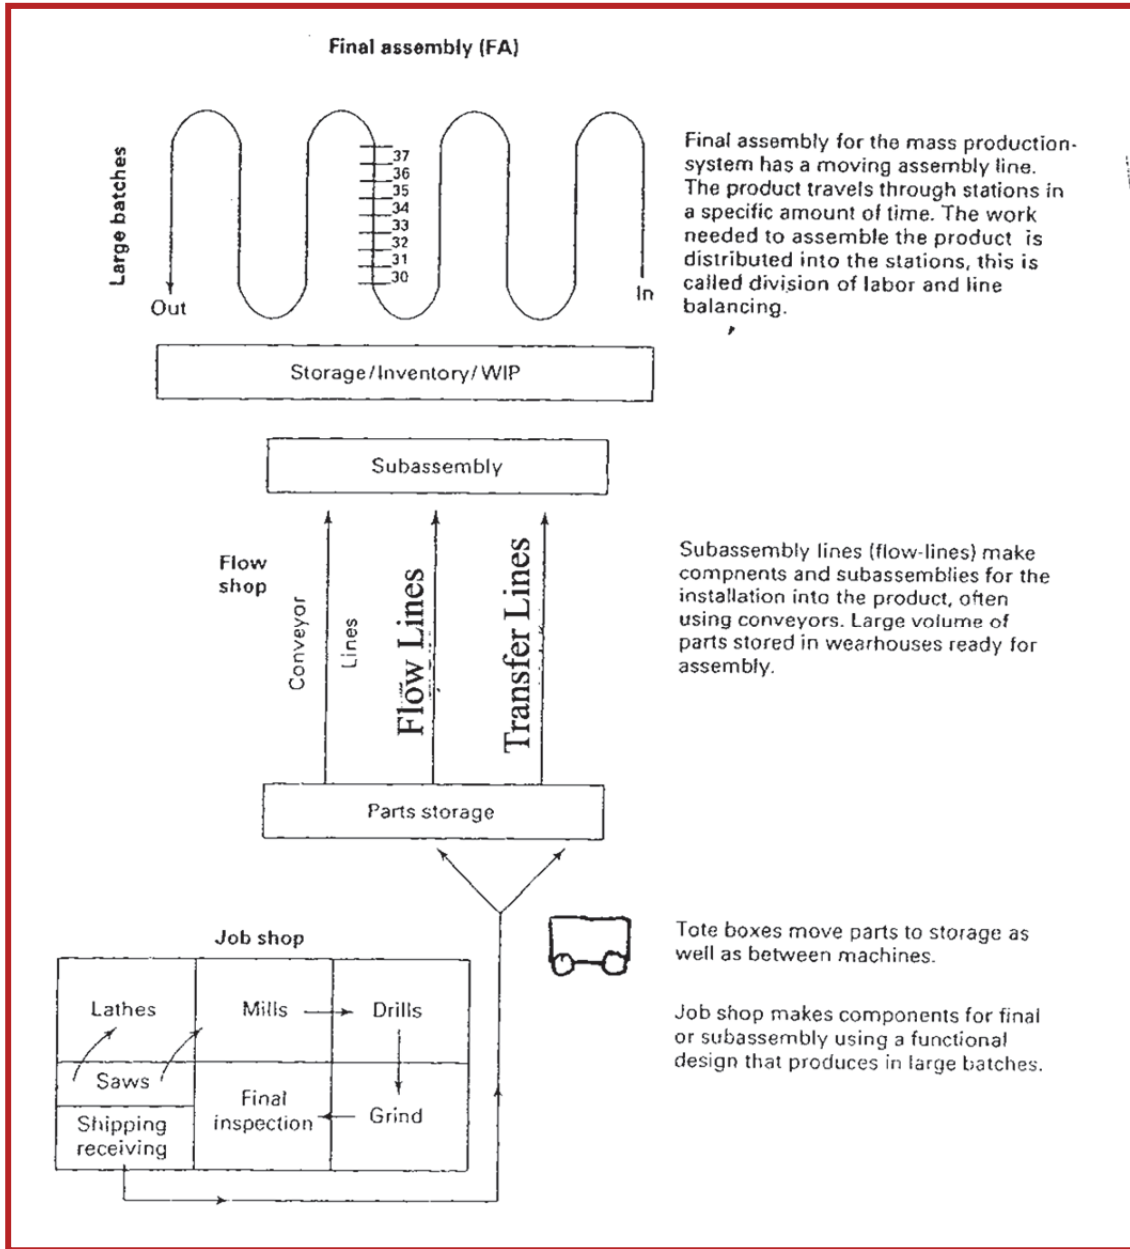 Final assembly (FA)
Large batches
37
36
35
34
33
32
31
30
Out
In
Final assembly for the mass production-
system has a moving assembly line.
The product travels through stations in
a specific amount of time. The work
needed to assemble the product is
distributed into the stations, this is
called division of labor and line
balancing.
Storage/Inventory/WIP
Subassembly
Flow
shop
Conveyor
Lines
Flow Lines
Transfer Lines
Subassembly lines (flow-lines) make
compnents and subassemblies for the
installation into the product, often
using conveyors. Large volume of
parts stored in wearhouses ready for
assembly.
Parts storage
Tote boxes move parts to storage as
well as between machines.
Job shop makes components for final
or subassembly using a functional
design that produces in large batches.
Job shop
Lathes
Mills
Drills
Saws
Final
inspection
Grind
Shipping
receiving